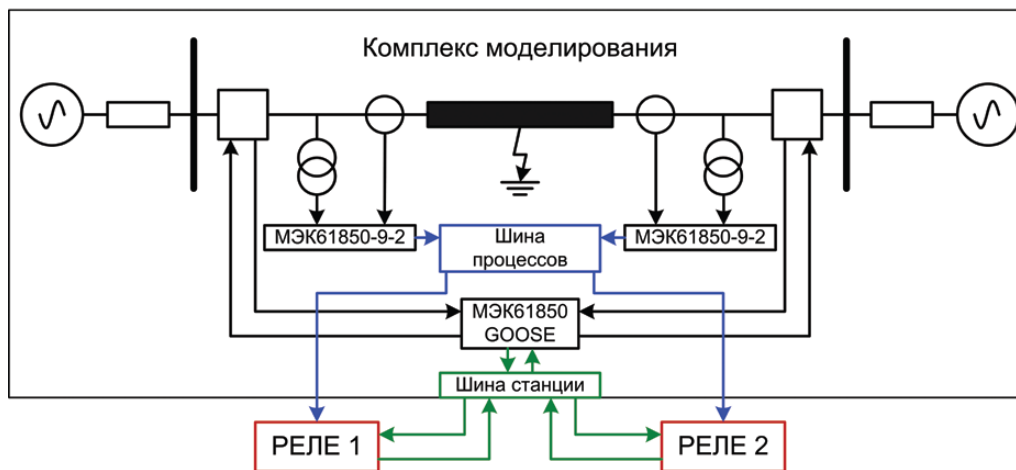 Комплекс моделирования
МЭК61850-9-2
Шина
процессов
МЭК61850-9-2
МЭК61850
GOOSE
Шина станции
РЕЛЕ 1
РЕЛЕ 2